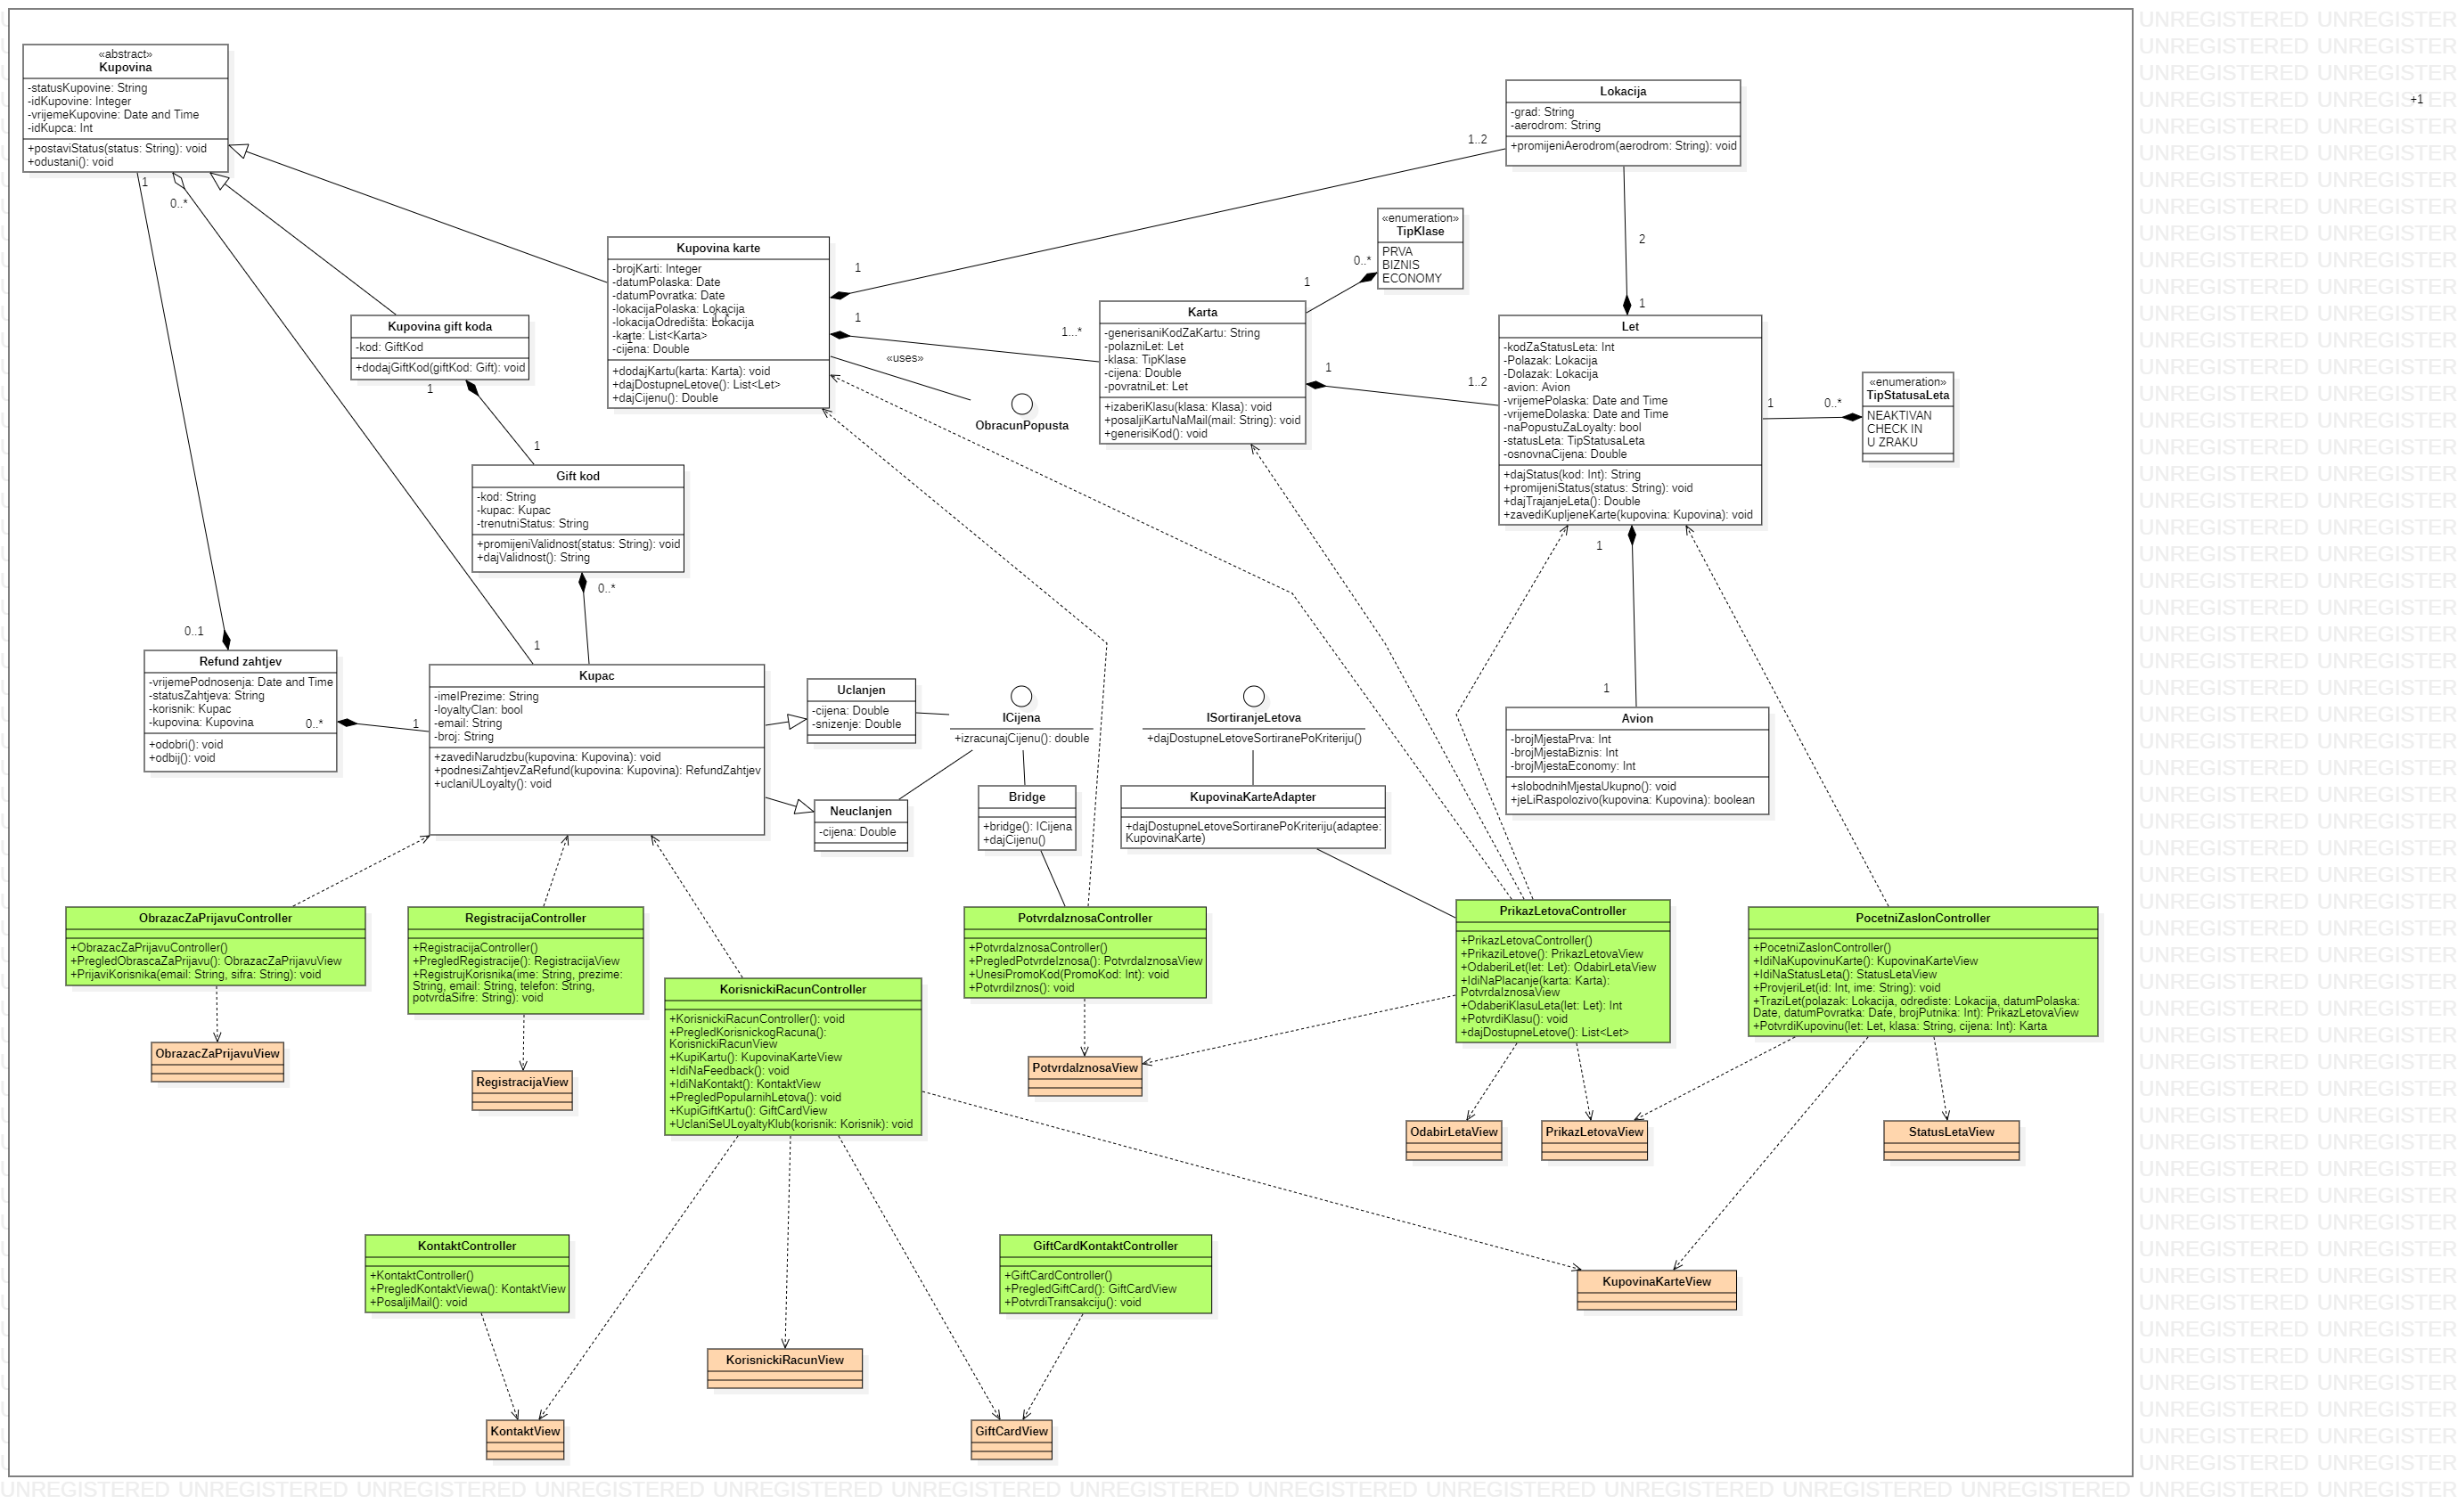 «abstract»
Kupovina
-statusKupovine: String
-idKupovine: Integer
-vrijemeKupovine: Date and Time
-idKupca: Int
+postaviStatus(status: String): void
+odustani(): void
1
0..*
Lokacija
-grad: String
-aerodrom: String
+promijeniAerodrom(aerodrom: String): void
+1
1..2
2
1
«enumeration»
TipKlase
PRVA
BIZNIS
ECONOMY
0..*
1
Kupovina karte
-brojKarti: Integer
-datumPolaska: Date
-datumPovratka: Date
-lokacijaPolaska: Lokacija
-lokacijaOdredišta: Lokacija
-karte: List<Karta>
-cijena: Double
+dodajKartu(karta: Karta): void
+dajDostupneLetove(): List<Let>
+dajCijenu(): Double
1
1
1...*
«uses»
ObracunPopusta
Kupovina gift koda
-kod: GiftKod
+dodajGiftKod(giftKod: Gift): void
1
1
Karta
-generisaniKodZaKartu: String
-polazniLet: Let
-klasa: TipKlase
-cijena: Double
-povratniLet: Let
+izaberiKlasu(klasa: Klasa): void
+posaljiKartuNaMail(mail: String): void
+generisiKod(): void
1
1..2
Let
-kodZaStatusLeta: Int
-Polazak: Lokacija
-Dolazak: Lokacija
-avion: Avion
-vrijemePolaska: Date and Time
-vrijemeDolaska: Date and Time
-naPopustuZaLoyalty: bool
-statusLeta: TipStatusaLeta
-osnovnaCijena: Double
+dajStatus(kod: Int): String
+promijeniStatus(status: String): void
+dajTrajanjeLeta(): Double
+zavediKupljeneKarte(kupovina: Kupovina): void
1
0..*
«enumeration»
TipStatusaLeta
NEAKTIVAN
CHECK IN
U ZRAKU
1
1
Gift kod
-kod: String
-kupac: Kupac
-trenutniStatus: String
+promijeniValidnost(status: String): void
+dajValidnost(): String
0..*
0..1
1
Refund zahtjev
-vrijemePodnosenja: Date and Time
-statusZahtjeva: String
-korisnik: Kupac
-kupovina: Kupovina
+odobri(): void
+odbij(): void
0..*
1
Kupac
-imeIPrezime: String
-loyaltyClan: bool
-email: String
-broj: String
+zavediNarudzbu(kupovina: Kupovina): void
+podnesiZahtjevZaRefund(kupovina: Kupovina): RefundZahtjev
+uclaniULoyalty(): void
Uclanjen
-cijena: Double
-snizenje: Double
Neuclanjen
-cijena: Double
ICijena
+izracunajCijenu(): double
Bridge
+bridge(): ICijena
+dajCijenu()
ISortiranjeLetova
+dajDostupneLetoveSortiranePoKriteriju()
KupovinaKarteAdapter
+dajDostupneLetoveSortiranePoKriteriju(adaptee:
KupovinaKarte)
Avion
-brojMjestaPrva: Int
-brojMjestaBiznis: Int
-brojMjestaEconomy: Int
+slobodnihMjestaUkupno(): void
+jeLiRaspolozivo(kupovina: Kupovina): boolean
ObrazacZaPrijavuController
+ObrazacZaPrijavuController()
+PregledObrascaZaPrijavu(): ObrazacZaPrijavuView
+PrijaviKorisnika(email: String, sifra: String): void
RegistracijaController
+RegistracijaController()
+PregledRegistracije(): RegistracijaView
+RegistrujKorisnika(ime: String, prezime:
String, email: String, telefon: String,
potvrdaSifre: String): void
KorisnickiRacunController
+KorisnickiRacunController(): void
+PregledKorisnickogRacuna():
KorisnickiRacunView
+KupiKartu(): KupovinaKarteView
+IdiNaFeedback(): void
+IdiNaKontakt(): KontaktView
+PregledPopularnihLetova(): void
+KupiGiftKartu(): GiftCardView
+UclaniSeULoyaltyKlub(korisnik: Korisnik): void
PotvrdaIznosaController
+PotvrdaIznosaController()
+PregledPotvrdeIznosa(): PotvrdaIznosaView
+UnesiPromoKod(PromoKod: Int): void
+PotvrdiIznos(): void
PrikazLetovaController
+PrikazLetovaController()
+PrikaziLetove(): PrikazLetovaView
+OdaberiLet(let: Let): OdabirLetaView
+IdiNaPlacanje(karta: Karta):
PotvrdaIznosaView
+OdaberiKlasuLeta(let: Let): Int
+PotvrdiKlasu(): void
+dajDostupneLetove(): List<Let>
PocetniZaslonController
+PocetniZaslonController()
+IdiNaKupovinuKarte(): KupovinaKarteView
+IdiNaStatusLeta(): StatusLetaView
+ProvjeriLet(id: Int, ime: String): void
+TraziLet(polazak: Lokacija, odrediste: Lokacija, datumPolaska:
Date, datumPovratka: Date, brojPutnika: Int): PrikazLetovaView
+PotvrdiKupovinu(let: Let, klasa: String, cijena: Int): Karta
ObrazacZaPrijavuView
RegistracijaView
PotvrdaIznosaView
OdabirLetaView
PrikazLetovaView
StatusLetaView
KontaktController
+KontaktController()
+PregledKontaktViewa(): KontaktView
+PosaljiMail(): void
GiftCardKontaktController
+GiftCardController()
+PregledGiftCard(): GiftCardView
+PotvrdiTransakciju(): void
KupovinaKarteView
KorisnickiRacunView
KontaktView
GiftCardView
UNREGISTERED UNREGISTERED UNREGISTERED UNREGISTERED UNREGISTERED UNREGISTERED UNREGISTERED UNREGISTERED UNREGISTERED UNREGISTERED UNREGISTERED UNREGISTERED UNREGISTERED